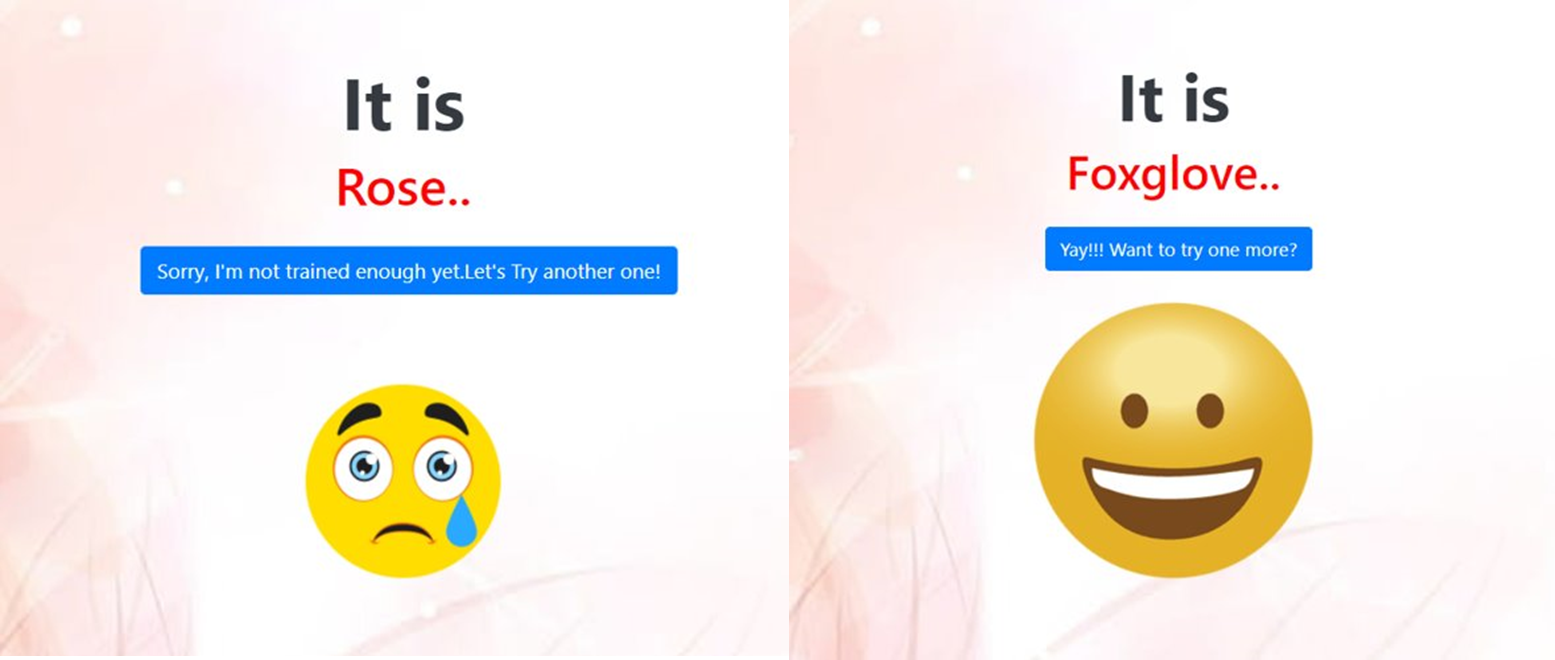 It is
Rose..
Sorry, I'm not trained enough yet.Let's Try another one!
It is
Foxglove..
Yay!!! Want to try one more?